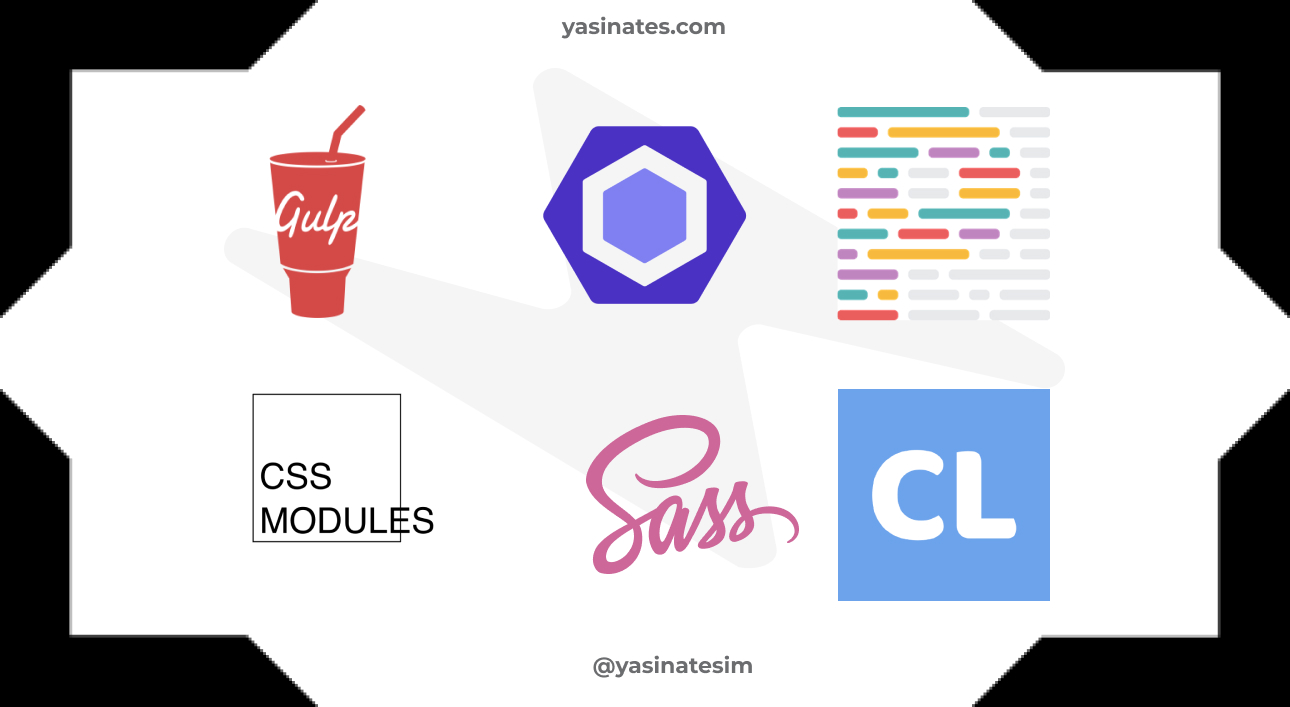 yasinates.com
Gulp
CSS
MODULES
Sass
CL
@yasinatesim